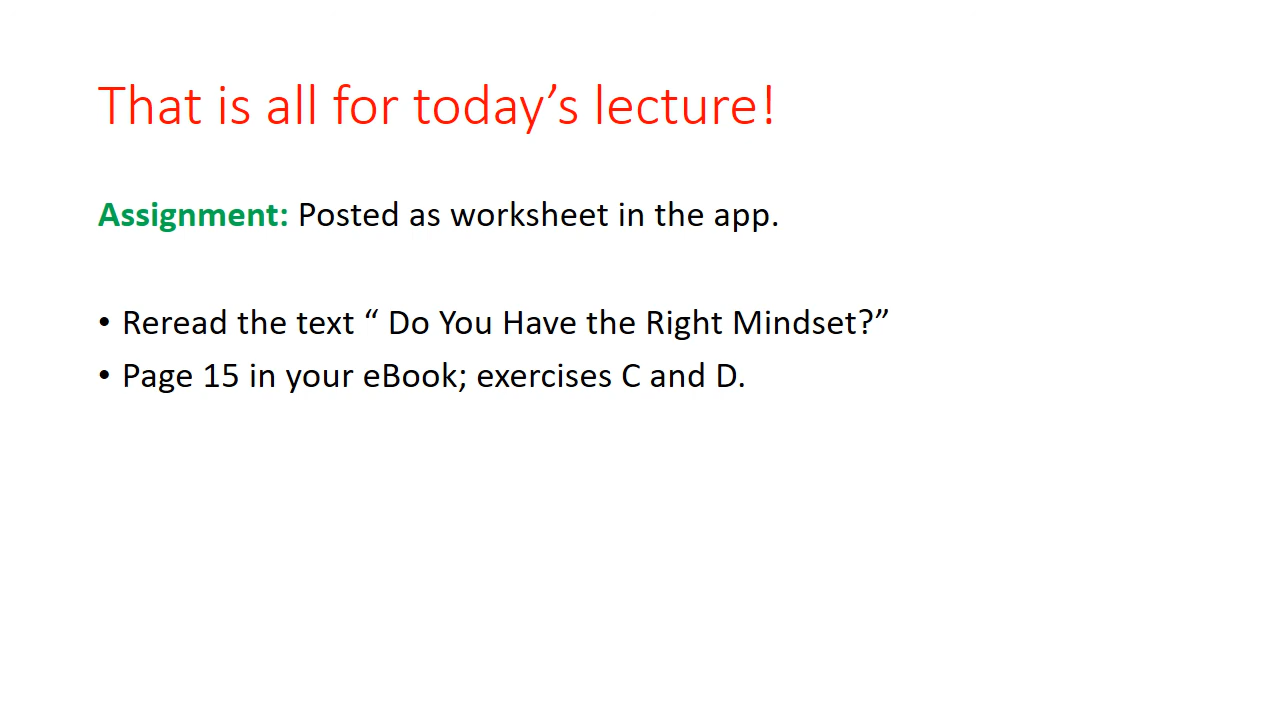 That is all for today’s lecture!
Assignment: Posted as worksheet in the app.
• Reread the text “ Do You Have the Right Mindset?”
• Page 15 in your eBook; exercises C and D.